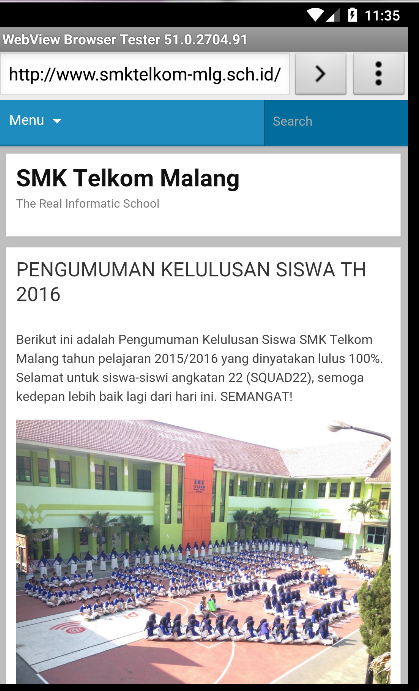 11:35
WebView Browser Tester 51.0.2704.91
http://www.smktelkom-mlg.sch.id/
Menu
Search
SMK Telkom Malang
The Real Informatic School
PENGUMUMAN KELULUSAN SISWA TH
2016
Berikut ini adalah Pengumuman Kelulusan Siswa SMK Telkom
Malang tahun pelajaran 2015/2016 yang dinyatakan lulus 100%.
Selamat untuk siswa-siswi angkatan 22 (SQUAD22), semoga
kedepan lebih baik lagi dari hari ini. SEMANGAT!